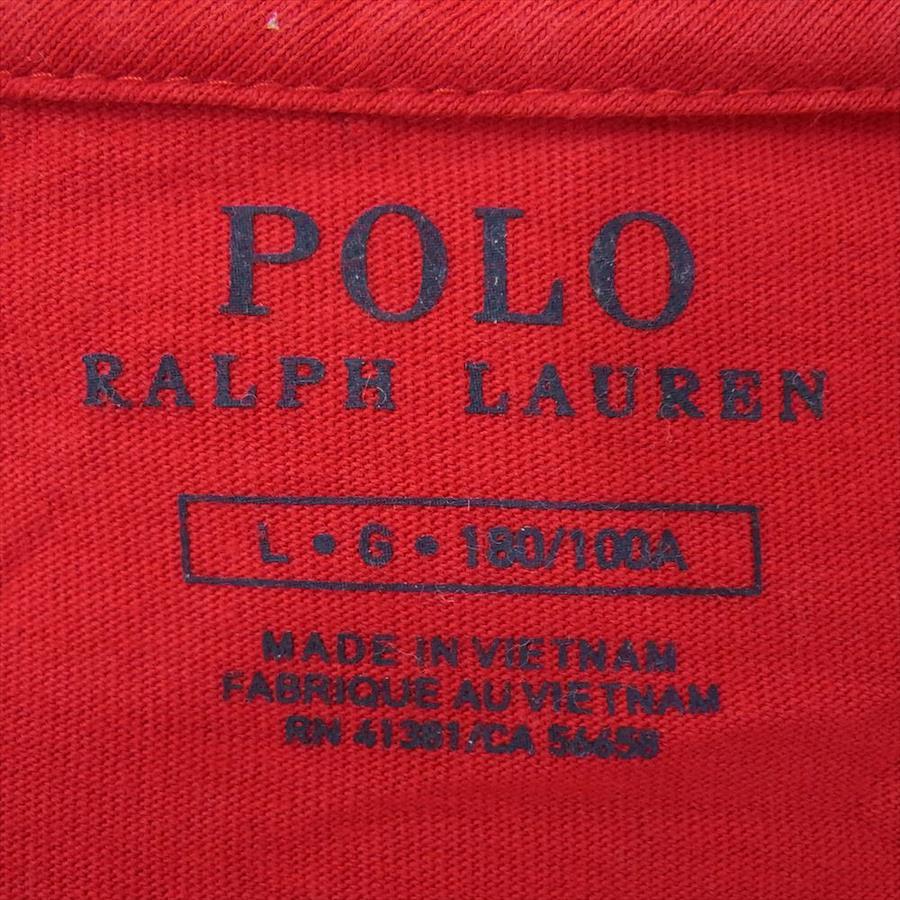 POLO
RALPH LAUREN
L • G • 180/100A
MADE IN VIETNAM
FABRIQUE AU VIETNAM
RN 41381/CA 56658